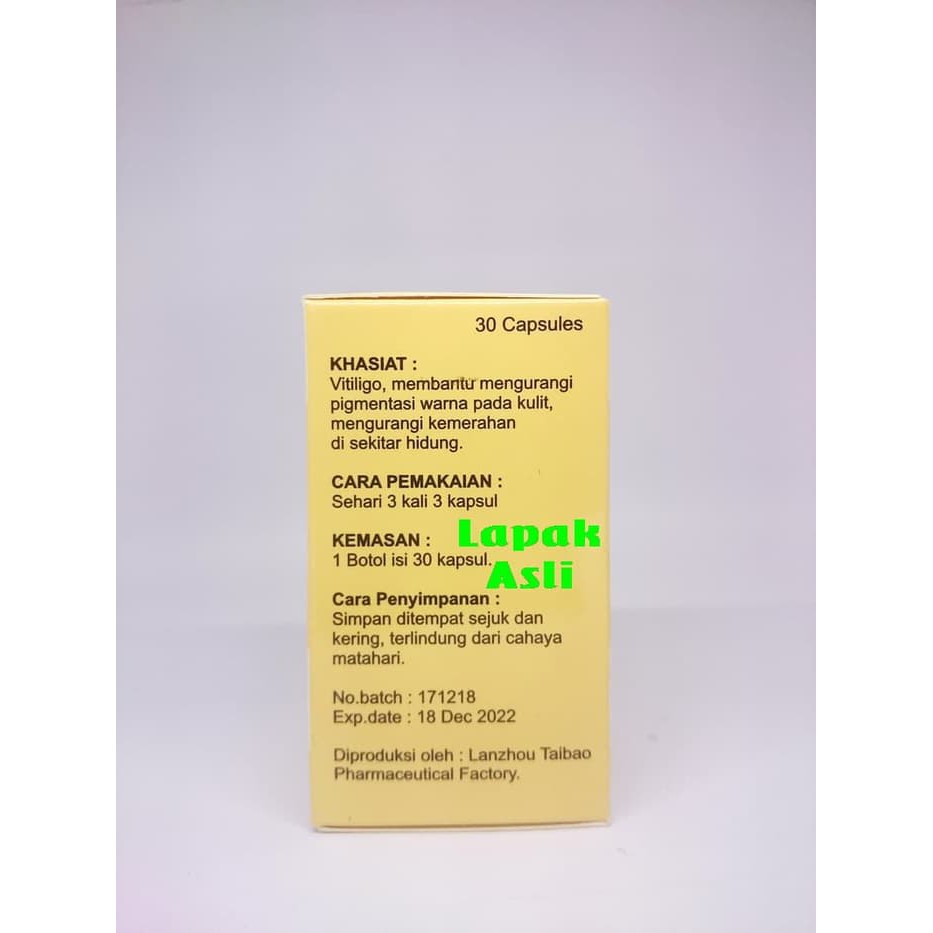 30 Capsules
KHASIAT :
Vitiligo, membantu mengurangi
pigmentasi warna pada kulit,
mengurangi kemerahan
di sekitar hidung.
CARA PEMAKAIAN :
Sehari 3 kali 3 kapsul
KEMASAN :
1 Botol isi 30 kapsul.
Lapak
Asli
Cara Penyimpanan :
Simpan ditempat sejuk dan
kering, terlindung dari cahaya
matahari.
No.batch : 171218
Exp.date : 18 Dec 2022
Diproduksi oleh : Lanzhou Taibao
Pharmaceutical Factory.